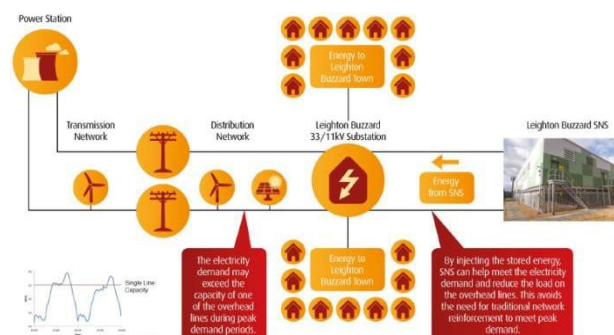 Power Station
Energy to
Leighton
Buzzard Town
Transmission
Network
Distribution
Network
Leighton Buzzard
33/11kV Substation
Leighton Buzzard SNS
Energy
from SNS
Single Line
Capacity
The electricity
demand may
exceed the
capacity of one
of the overhead
lines during peak
demand periods.
Energy to
Leighton
Buzzard Town
By injecting the stored energy,
SNS can help meet the electricity
demand and reduce the load on
the overhead lines. This avoids
the need for traditional network
reinforcement to meet peak
demand.